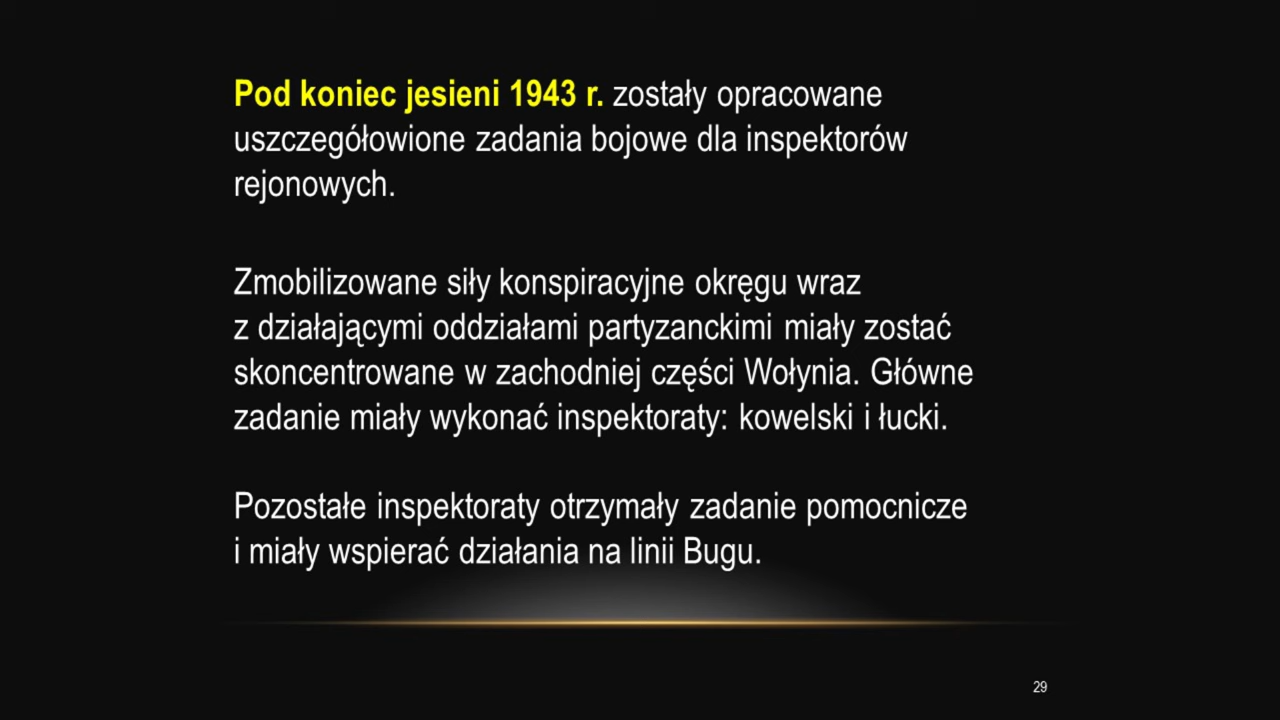 Pod koniec jesieni 1943 r. zostały opracowane
uszczegółowione zadania bojowe dla inspektorów
rejonowych.
Zmobilizowane siły konspiracyjne okręgu wraz
z działającymi oddziałami partyzanckimi miały zostać
skoncentrowane w zachodniej części Wołynia. Główne
zadanie miały wykonać inspektoraty: kowelski i łucki.
Pozostałe inspektoraty otrzymały zadanie pomocnicze
i miały wspierać działania na linii Bugu.
29